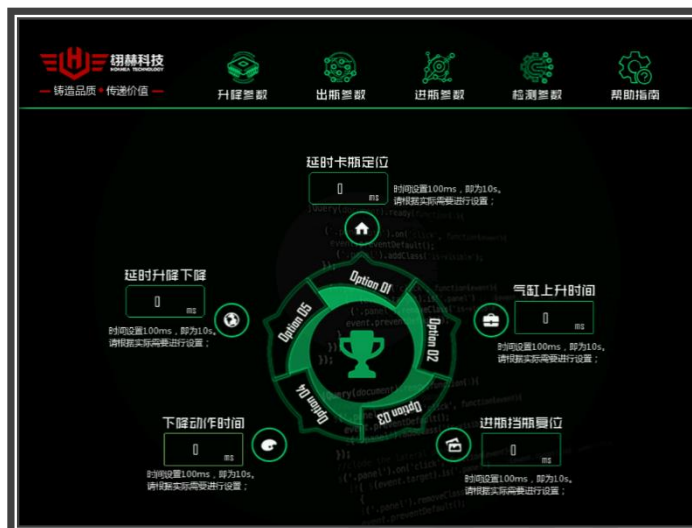 H
翃赫科技
HONHEA TECHNOLOGY
铸造品质 传递价值
升降参数
出瓶参数
进瓶参数
检测参数
帮助指南
延时卡瓶定位
0 ms
时间设置100ms，即为10s。
请根据实际需要进行设置；
延时升降下降
0 ms
时间设置100ms，即为10s。
请根据实际需要进行设置；
气缸上升时间
0 ms
时间设置100ms，即为10s。
请根据实际需要进行设置；
Option 01
Option 05
Option 02
Option 04
Option 03
下降动作时间
0 ms
时间设置100ms，即为10s。
请根据实际需要进行设置；
进瓶挡瓶复位
0 ms
时间设置100ms，即为10s。
请根据实际需要进行设置；